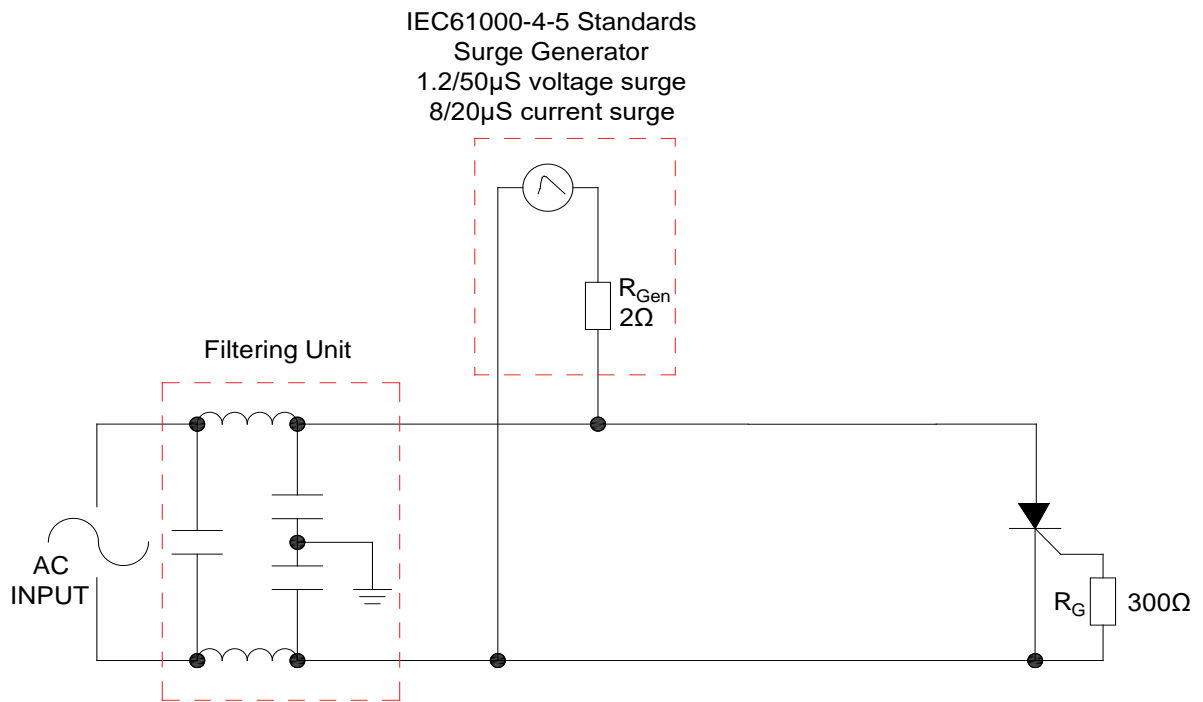 IEC61000-4-5 Standards
Surge Generator
1.2/50µS voltage surge
8/20µS current surge
RGen
2Ω
Filtering Unit
AC
INPUT
RG
300Ω